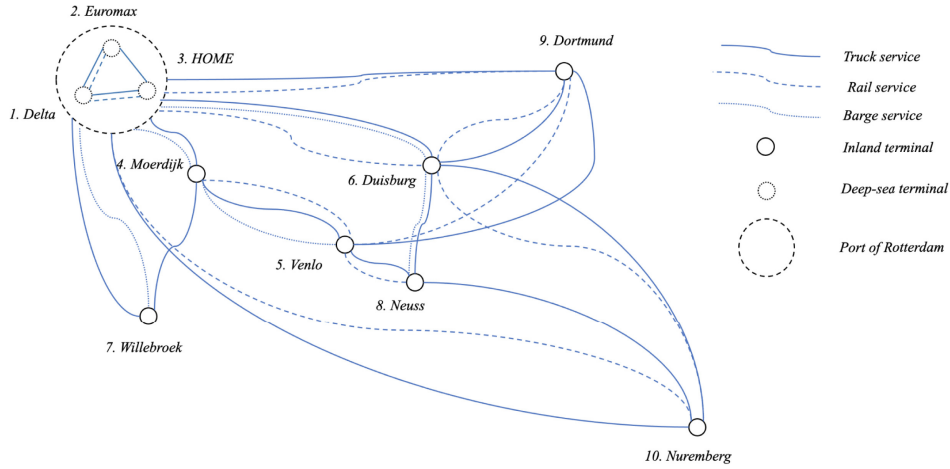 2. Euromax
3. HOME
1. Delta
4. Moerdijk
9. Dortmund
6. Duisburg
5. Venlo
8. Neuss
7. Willebroek
10. Nuremberg
Truck service
Rail service
Barge service
Inland terminal
Deep-sea terminal
Port of Rotterdam